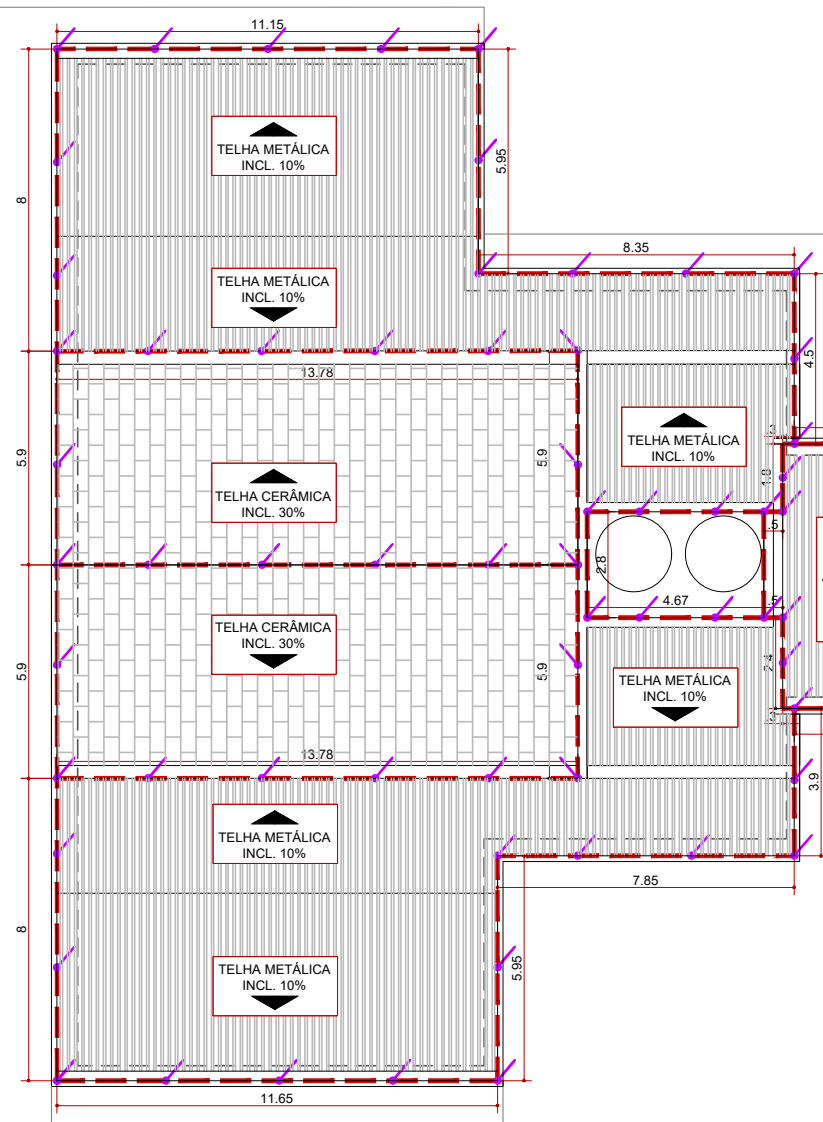 11.15
TELHA METÁLICA
INCL. 10%
5.95
8
8.35
TELHA METÁLICA
INCL. 10%
4.5
13.78
TELHA METÁLICA
INCL. 10%
5.9
5.9
1.8
TELHA CERÂMICA
INCL. 30%
.5
2.8
4.67
.5
TELHA CERÂMICA
INCL. 30%
5.9
5.9
2.4
TELHA METÁLICA
INCL. 10%
13.78
3.9
TELHA METÁLICA
INCL. 10%
7.85
8
5.95
TELHA METÁLICA
INCL. 10%
11.65